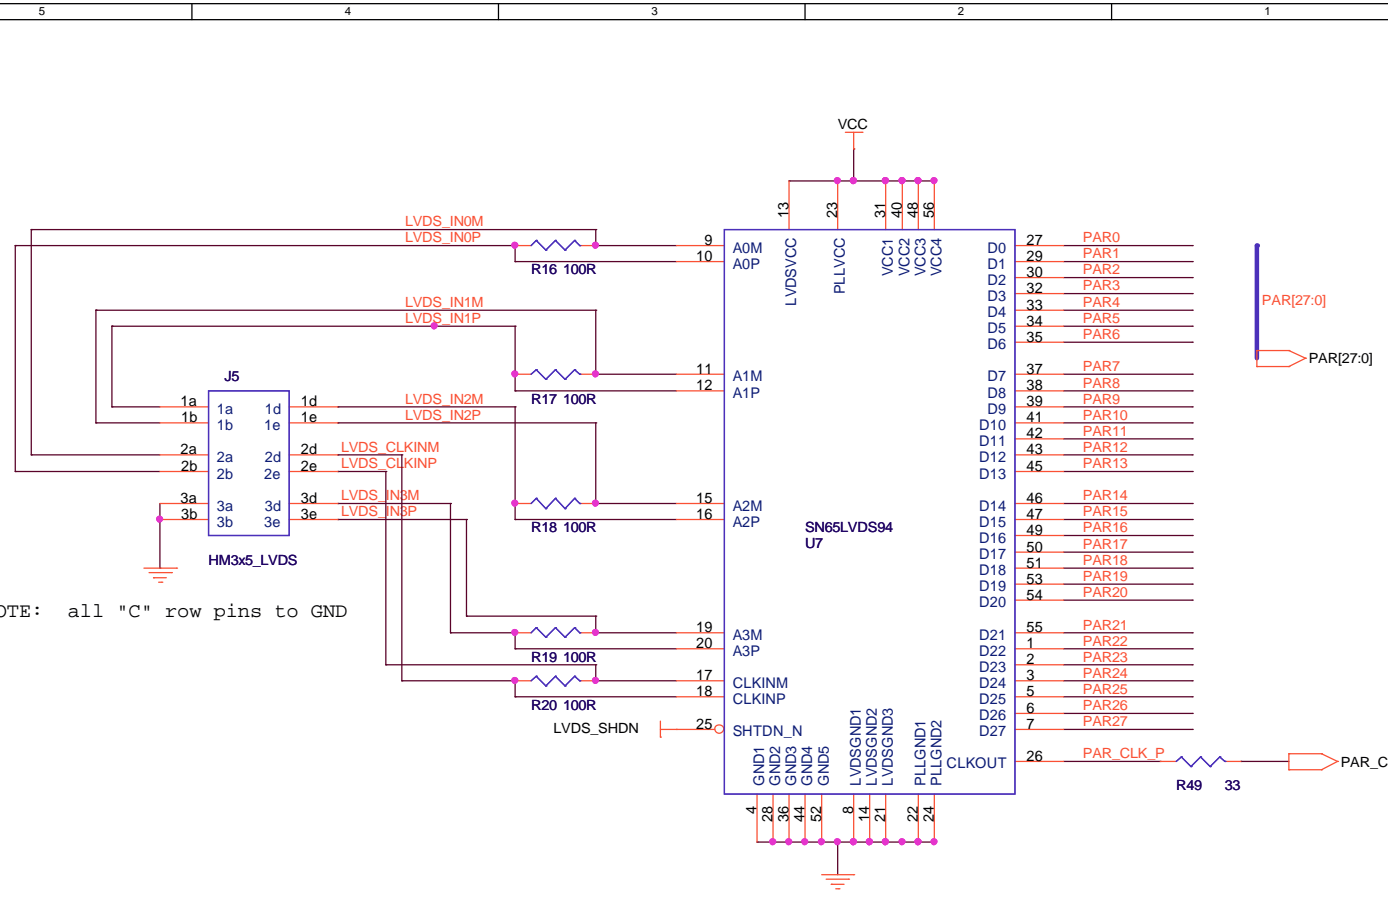 5 4 3 2 1
VCC
13 23 31 40 48 56
LVDSVCC PLLVCC VCC1 VCC2 VCC3 VCC4
LVDS_IN0M
LVDS_IN0P
R16 100R
9 A0M
10 A0P
LVDS_IN1M
LVDS_IN1P
R17 100R
11 A1M
12 A1P
J5
1a 1a 1d 1d LVDS_IN2M
1b 1b 1e 1e LVDS_IN2P
2a 2a 2d 2d LVDS_CLKINM
2b 2b 2e 2e LVDS_CLKINP
3a 3a 3d 3d LVDS_IN3M
3b 3b 3e 3e LVDS_IN3P
HM3x5_LVDS
OTE: all "C" row pins to GND
R18 100R
15 A2M
16 A2P
SN65LVDS94
U7
R19 100R
19 A3M
20 A3P
R20 100R
17 CLKINM
18 CLKINP
LVDS_SHDN 25 SHTDN_N
GND1 GND2 GND3 GND4 GND5 LVDSGND1 LVDSGND2 LVDSGND3 PLLGND1 PLLGND2
4 28 36 44 52 8 14 21 22 24
D0 27 PAR0
D1 29 PAR1
D2 30 PAR2
D3 32 PAR3
D4 33 PAR4
D5 34 PAR5
D6 35 PAR6
D7 37 PAR7
D8 38 PAR8
D9 39 PAR9
D10 41 PAR10
D11 42 PAR11
D12 43 PAR12
D13 45 PAR13
D14 46 PAR14
D15 47 PAR15
D16 49 PAR16
D17 50 PAR17
D18 51 PAR18
D19 53 PAR19
D20 54 PAR20
D21 55 PAR21
D22 1 PAR22
D23 2 PAR23
D24 3 PAR24
D25 5 PAR25
D26 6 PAR26
D27 7 PAR27
CLKOUT 26 PAR_CLK_P
R49 33
PAR_C
PAR[27:0]
PAR[27:0]